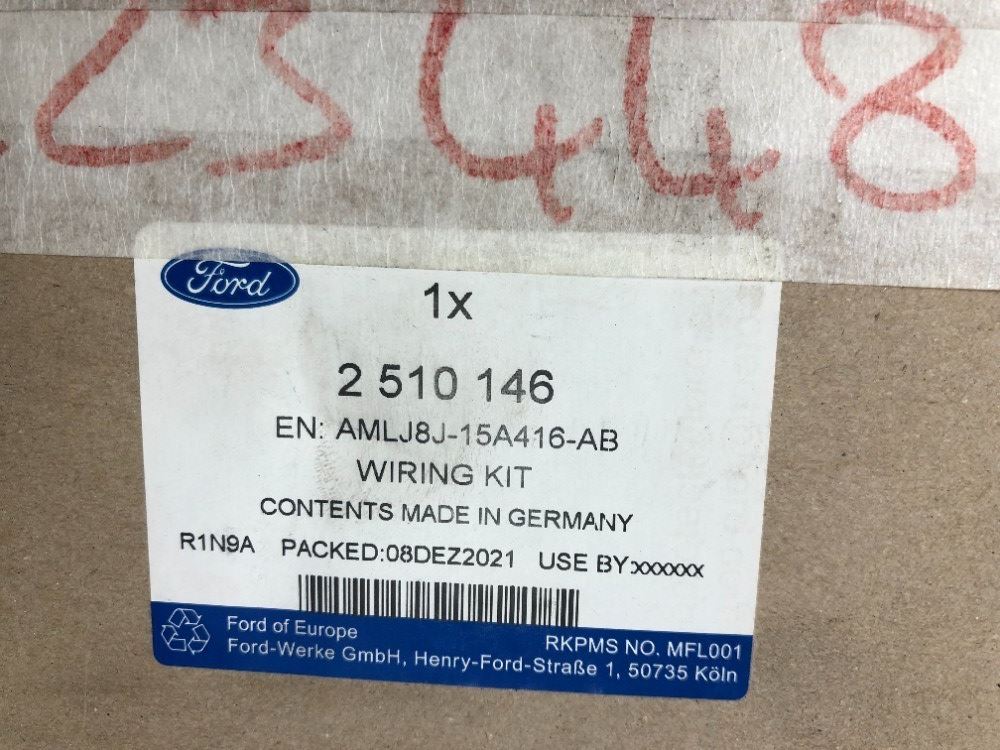 23448
Ford
1x
2 510 146
EN: AMLJ8J-15A416-AB
WIRING KIT
CONTENTS MADE IN GERMANY
R1N9A PACKED:08DEZ2021 USE BY:xxxxxx
Ford of Europe
RKPMS NO. MFL001
Ford-Werke GmbH, Henry-Ford-Straße 1, 50735 Köln